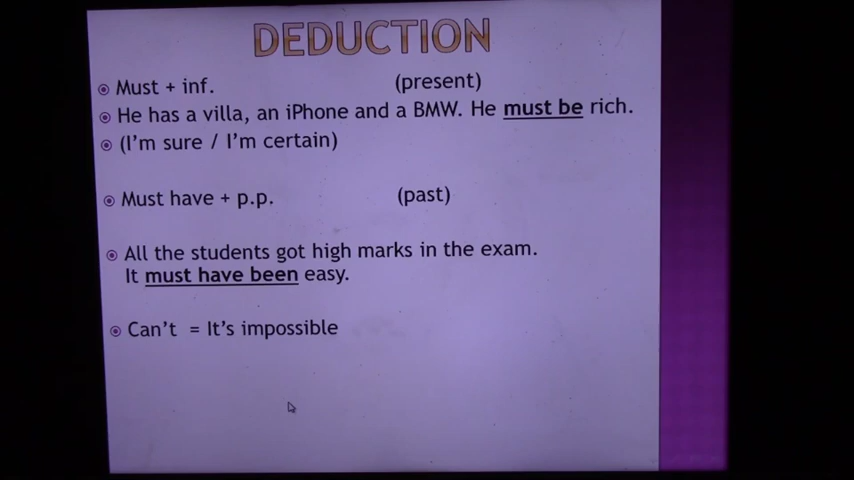 DEDUCTION
Must + inf. (present)
He has a villa, an iPhone and a BMW. He must be rich.
(I'm sure / I'm certain)
Must have + p.p. (past)
All the students got high marks in the exam.
It must have been easy.
Can't = It's impossible